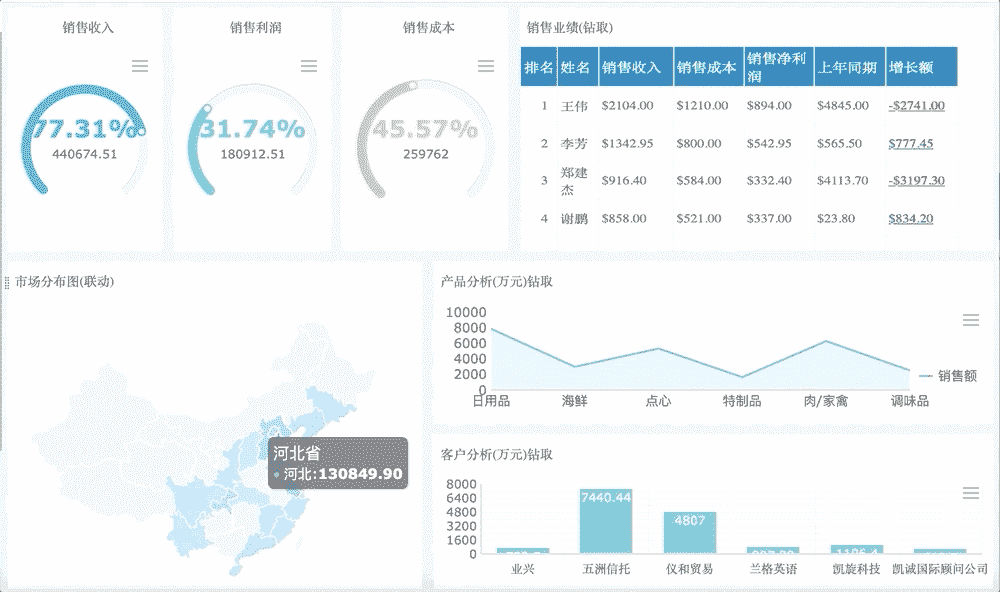 销售收入
77.31%
440674.51
销售利润
31.74%
180912.51
销售成本
45.57%
259762
销售业绩(钻取)
排名 姓名 销售收入 销售成本 销售净利润 上年同期 增长额
1 王伟 $2104.00 $1210.00 $894.00 $4845.00 -$2741.00
2 李芳 $1342.95 $800.00 $542.95 $565.50 $777.45
3 郑建杰 $916.40 $584.00 $332.40 $4113.70 -$3197.30
4 谢鹏 $858.00 $521.00 $337.00 $23.80 $834.20
市场分布图(联动)
河北省
河北:130849.90
产品分析(万元)钻取
10000
8000
6000
4000
2000
0
日用品 海鲜 点心 特制品 肉/家禽 调味品
销售额
客户分析(万元)钻取
8000
6400
4800
3200
1600
0
7440.44
4807
业兴 五洲信托 仪和贸易 兰格英语 凯旋科技 凯诚国际顾问公司